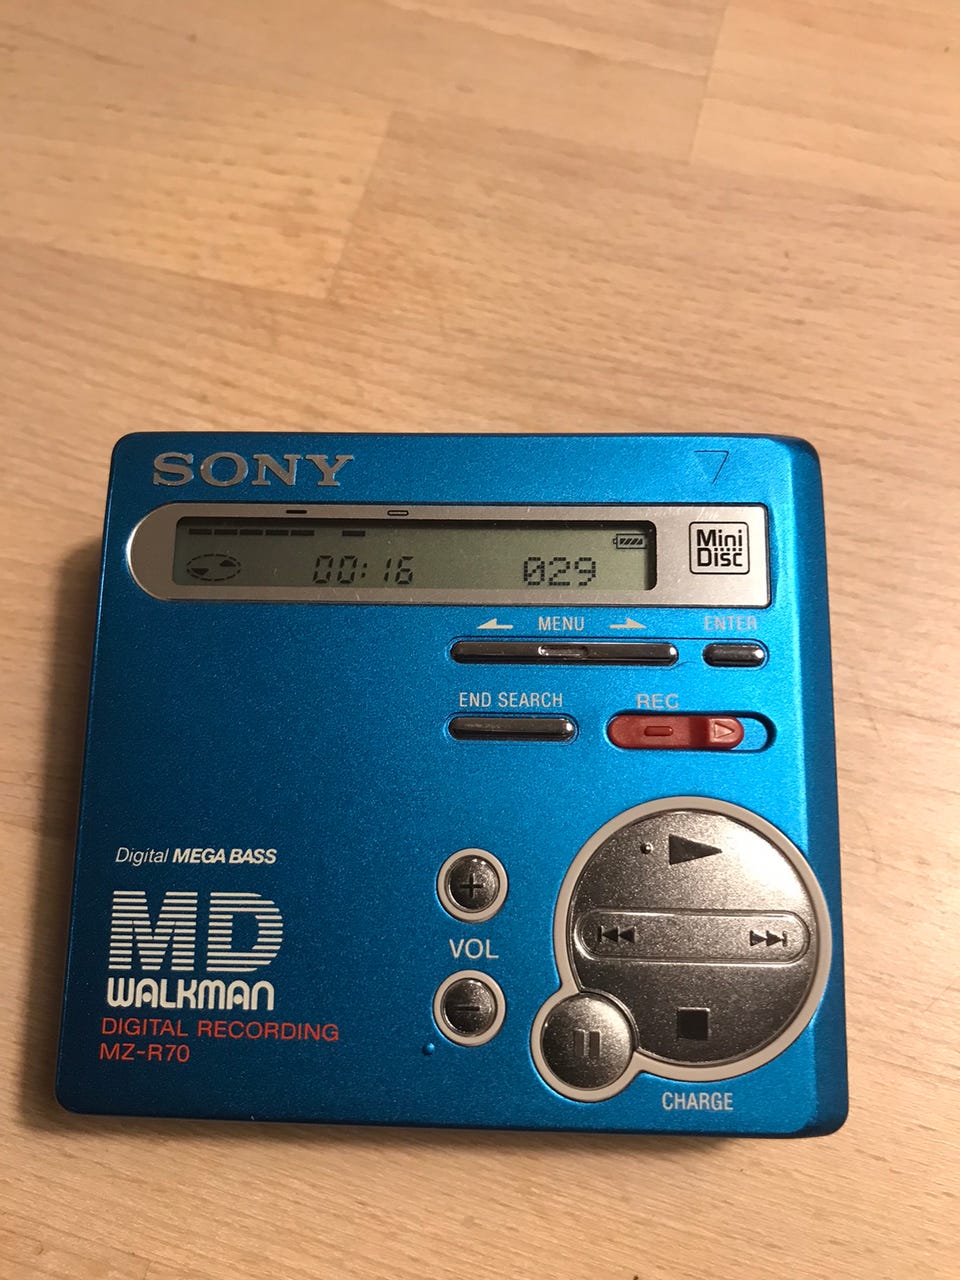 SONY
00:16 029
Mini
Disc
MENU ENTER
END SEARCH REC
Digital MEGA BASS
MD
WALKMAN
DIGITAL RECORDING
MZ-R70
+
VOL
−
CHARGE